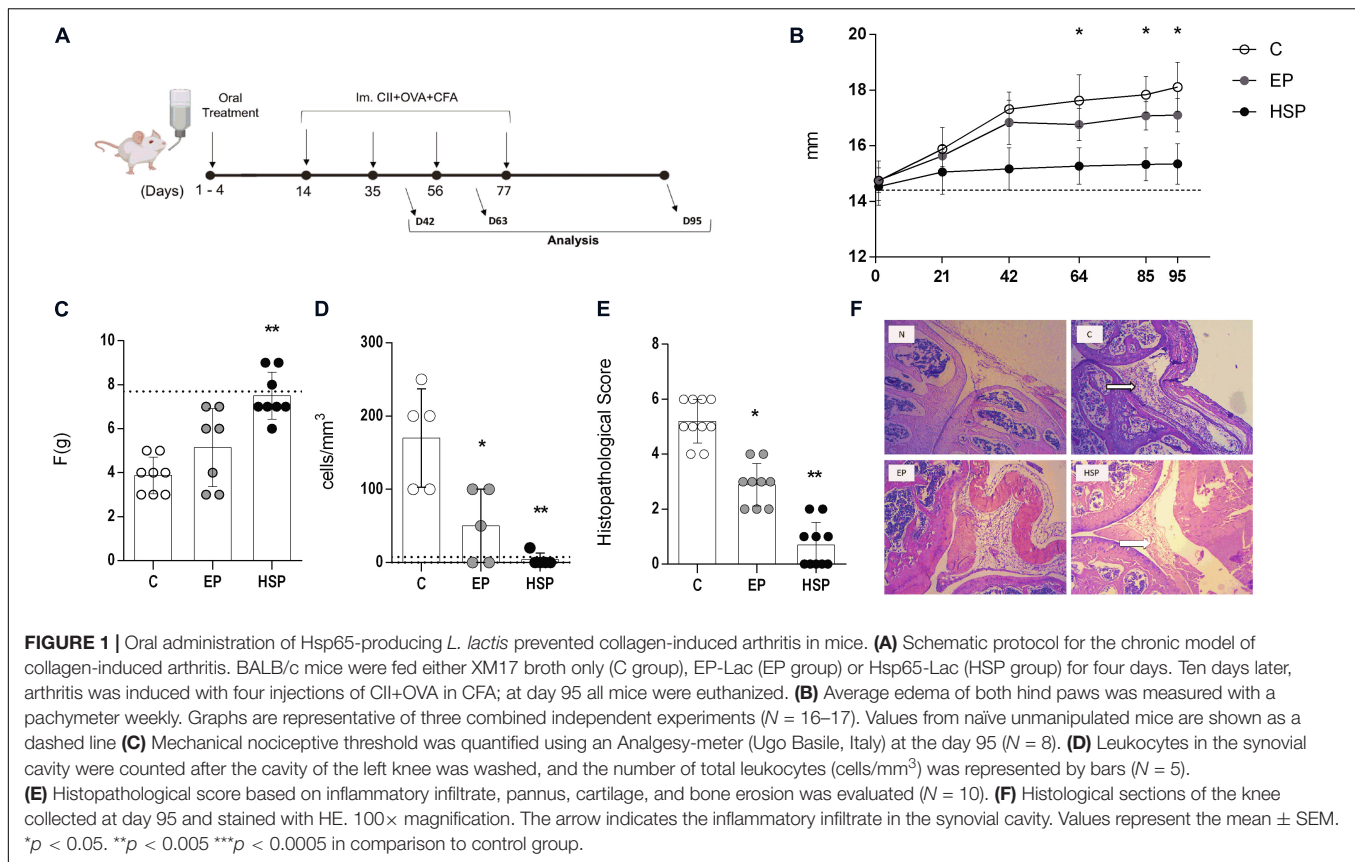 A
Oral
Treatment
Im. CII+OVA+CFA
(Days)
1 - 4
14
35
56
77
D42
D63
D95
Analysis
B
20
18
16
14
12
mm
0
21
42
64
85
95
*
*
*
C
EP
HSP
C
10
8
6
4
2
0
F(g)
**
C
EP
HSP
D
300
200
100
0
cells/mm³
*
**
C
EP
HSP
E
8
6
4
2
0
Histopathological Score
*
**
C
EP
HSP
F
N
C
EP
HSP
FIGURE 1 | Oral administration of Hsp65-producing L. lactis prevented collagen-induced arthritis in mice. (A) Schematic protocol for the chronic model of
collagen-induced arthritis. BALB/c mice were fed either XM17 broth only (C group), EP-Lac (EP group) or Hsp65-Lac (HSP group) for four days. Ten days later,
arthritis was induced with four injections of CII+OVA in CFA; at day 95 all mice were euthanized. (B) Average edema of both hind paws was measured with a
pachymeter weekly. Graphs are representative of three combined independent experiments (N = 16–17). Values from naïve unmanipulated mice are shown as a
dashed line (C) Mechanical nociceptive threshold was quantified using an Analgesy-meter (Ugo Basile, Italy) at the day 95 (N = 8). (D) Leukocytes in the synovial
cavity were counted after the cavity of the left knee was washed, and the number of total leukocytes (cells/mm³) was represented by bars (N = 5).
(E) Histopathological score based on inflammatory infiltrate, pannus, cartilage, and bone erosion was evaluated (N = 10). (F) Histological sections of the knee
collected at day 95 and stained with HE. 100× magnification. The arrow indicates the inflammatory infiltrate in the synovial cavity. Values represent the mean ± SEM.
*p < 0.05. **p < 0.005 ***p < 0.0005 in comparison to control group.